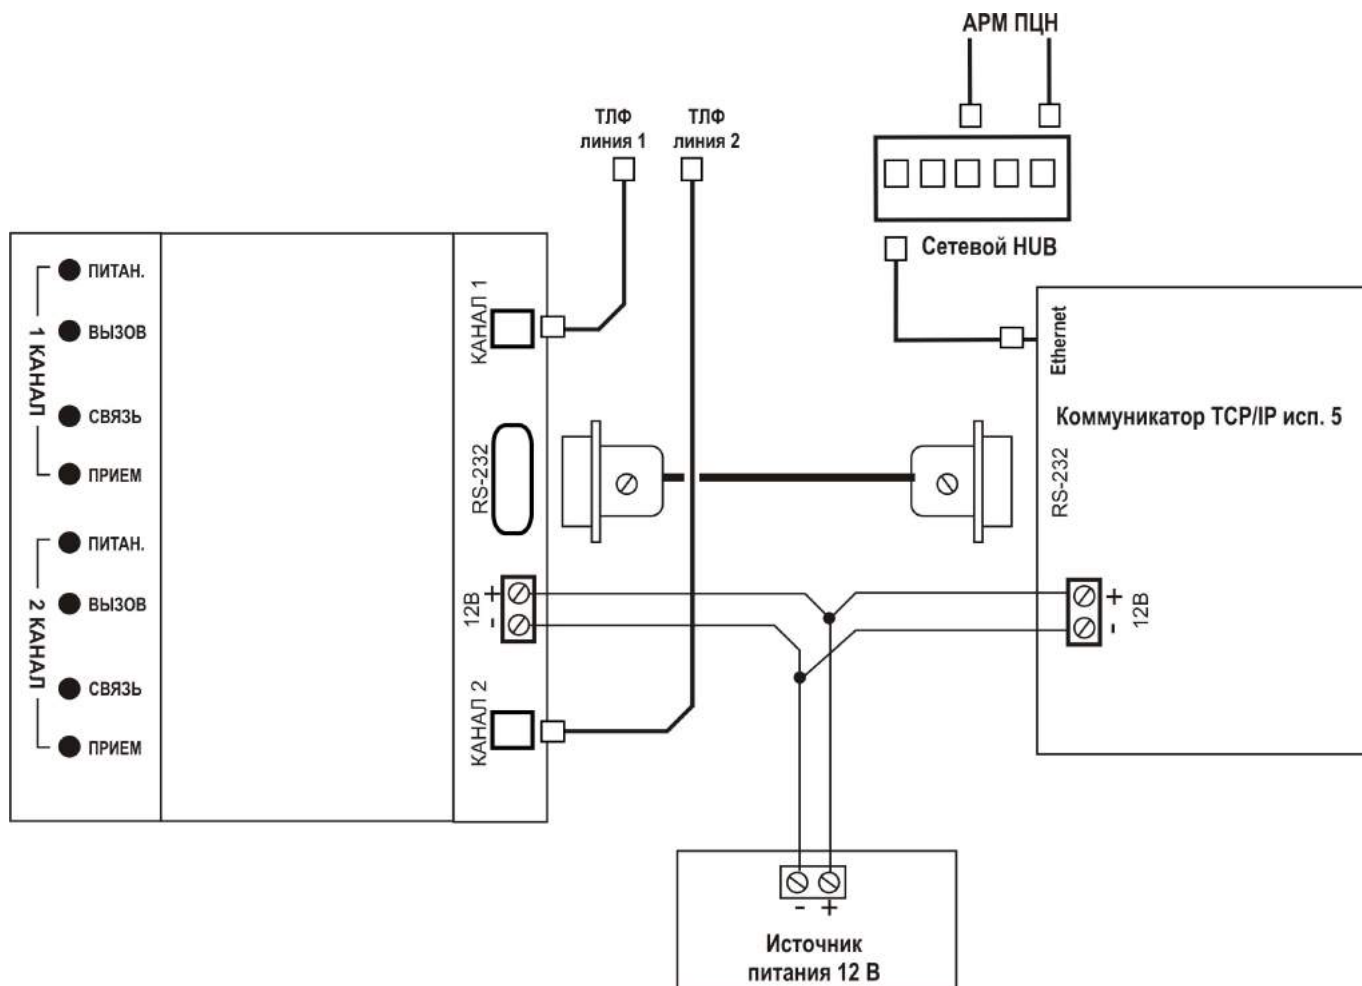 АРМ ПЦН
ТЛФ
линия 1
ТЛФ
линия 2
Сетевой HUB
1 КАНАЛ
ПИТАН.
ВЫЗОВ
СВЯЗЬ
ПРИЕМ
2 КАНАЛ
ПИТАН.
ВЫЗОВ
СВЯЗЬ
ПРИЕМ
КАНАЛ 1
RS-232
12В
+
-
КАНАЛ 2
Ethernet
Коммуникатор TCP/IP исп. 5
RS-232
+
-
12В
- +
Источник
питания 12 В